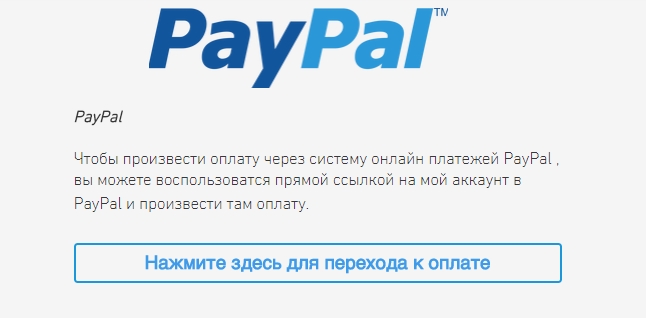 PayPal™
PayPal
Чтобы произвести оплату через систему онлайн платежей PayPal ,
вы можете воспользоватся прямой ссылкой на мой аккаунт в
PayPal и произвести там оплату.
Нажмите здесь для перехода к оплате